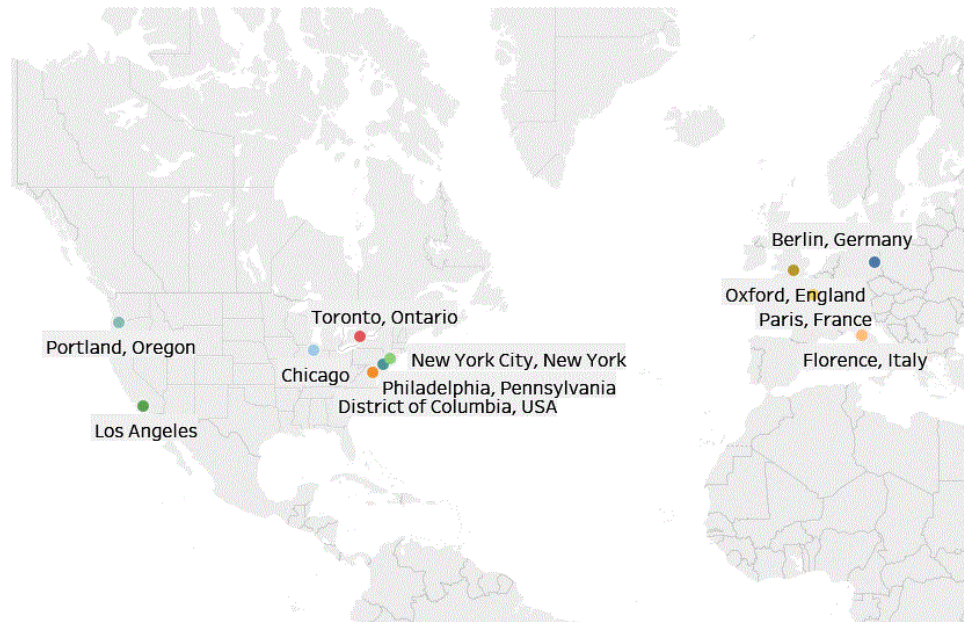 Berlin, Germany
Oxford, England
Paris, France
Toronto, Ontario
Portland, Oregon
New York City, New York
Florence, Italy
Chicago
Philadelphia, Pennsylvania
District of Columbia, USA
Los Angeles